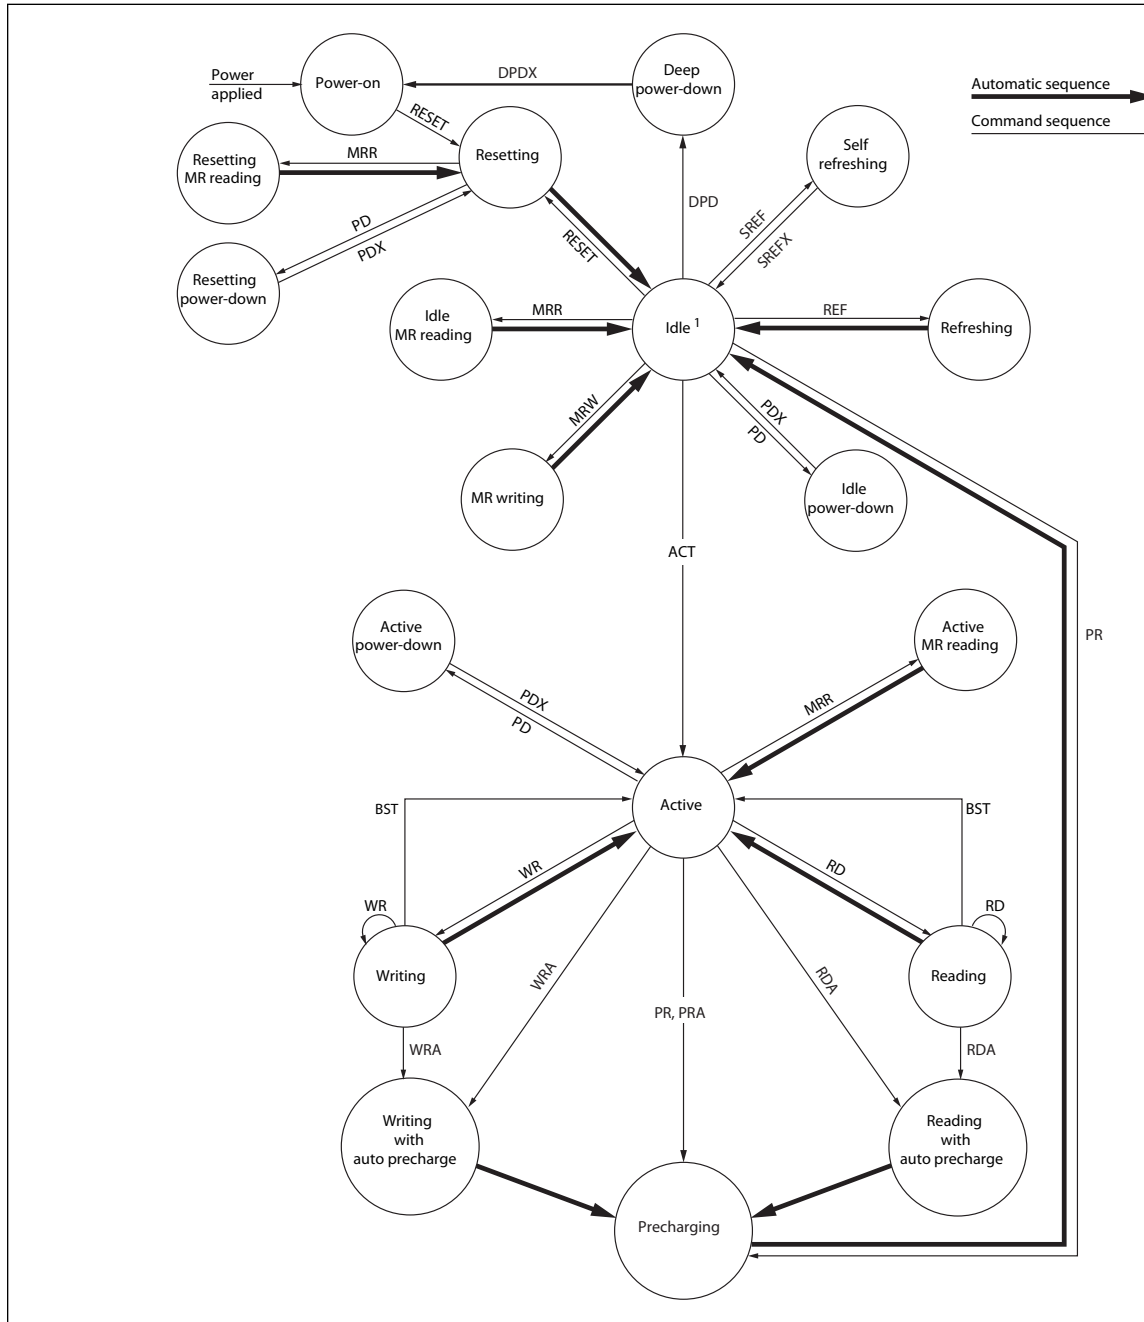 Power
applied
Power-on
DPDX
Deep
power-down
Automatic sequence
Command sequence
RESET
Resetting
MR reading
MRR
Resetting
Self
refreshing
PD
PDX
DPD
SREF
SREFX
RESET
Resetting
power-down
Idle
MR reading
MRR
Idle 1
REF
Refreshing
MRW
PDX
PD
MR writing
Idle
power-down
ACT
Active
power-down
Active
MR reading
PR
PDX
PD
MRR
BST
Active
BST
WR
RD
WR
RD
Writing
Reading
WRA
RDA
PR, PRA
WRA
RDA
Writing
with
auto precharge
Reading
with
auto precharge
Precharging